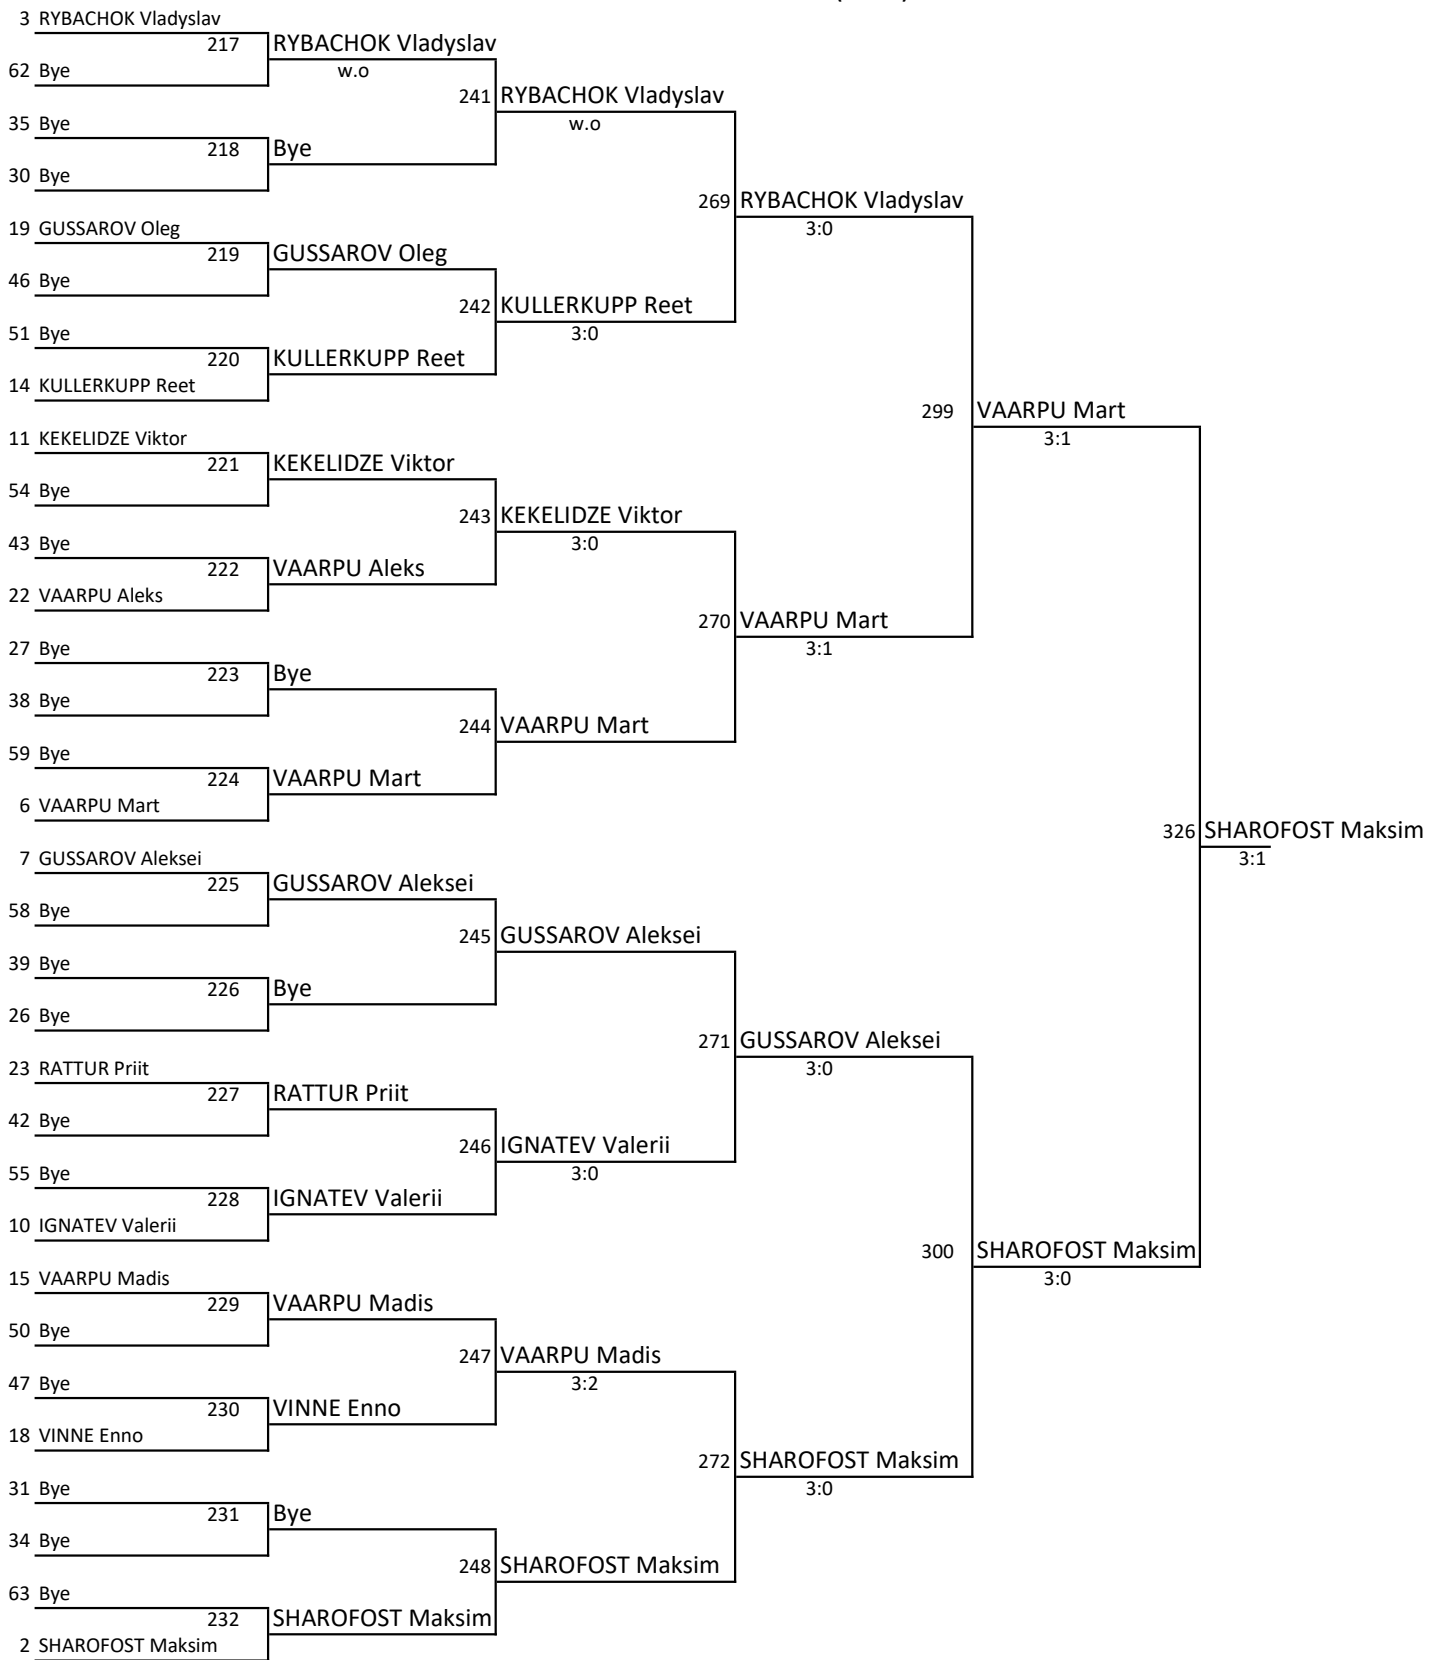 3 RYBACHOK Vladyslav
217 RYBACHOK Vladyslav
62 Bye
w.o
241 RYBACHOK Vladyslav
35 Bye
w.o
218 Bye
30 Bye
269 RYBACHOK Vladyslav
19 GUSSAROV Oleg
3:0
219 GUSSAROV Oleg
46 Bye
242 KULLERKUPP Reet
51 Bye
3:0
220 KULLERKUPP Reet
14 KULLERKUPP Reet
299 VAARPU Mart
11 KEKELIDZE Viktor
3:1
221 KEKELIDZE Viktor
54 Bye
243 KEKELIDZE Viktor
43 Bye
3:0
222 VAARPU Aleks
22 VAARPU Aleks
270 VAARPU Mart
27 Bye
3:1
223 Bye
38 Bye
244 VAARPU Mart
59 Bye
224 VAARPU Mart
6 VAARPU Mart
326 SHAROFOST Maksim
7 GUSSAROV Aleksei
3:1
225 GUSSAROV Aleksei
58 Bye
245 GUSSAROV Aleksei
39 Bye
226 Bye
26 Bye
271 GUSSAROV Aleksei
23 RATTUR Priit
3:0
227 RATTUR Priit
42 Bye
246 IGNATEV Valerii
55 Bye
3:0
228 IGNATEV Valerii
10 IGNATEV Valerii
300 SHAROFOST Maksim
15 VAARPU Madis
3:0
229 VAARPU Madis
50 Bye
247 VAARPU Madis
47 Bye
3:2
230 VINNE Enno
18 VINNE Enno
272 SHAROFOST Maksim
31 Bye
3:0
231 Bye
34 Bye
248 SHAROFOST Maksim
63 Bye
232 SHAROFOST Maksim
2 SHAROFOST Maksim